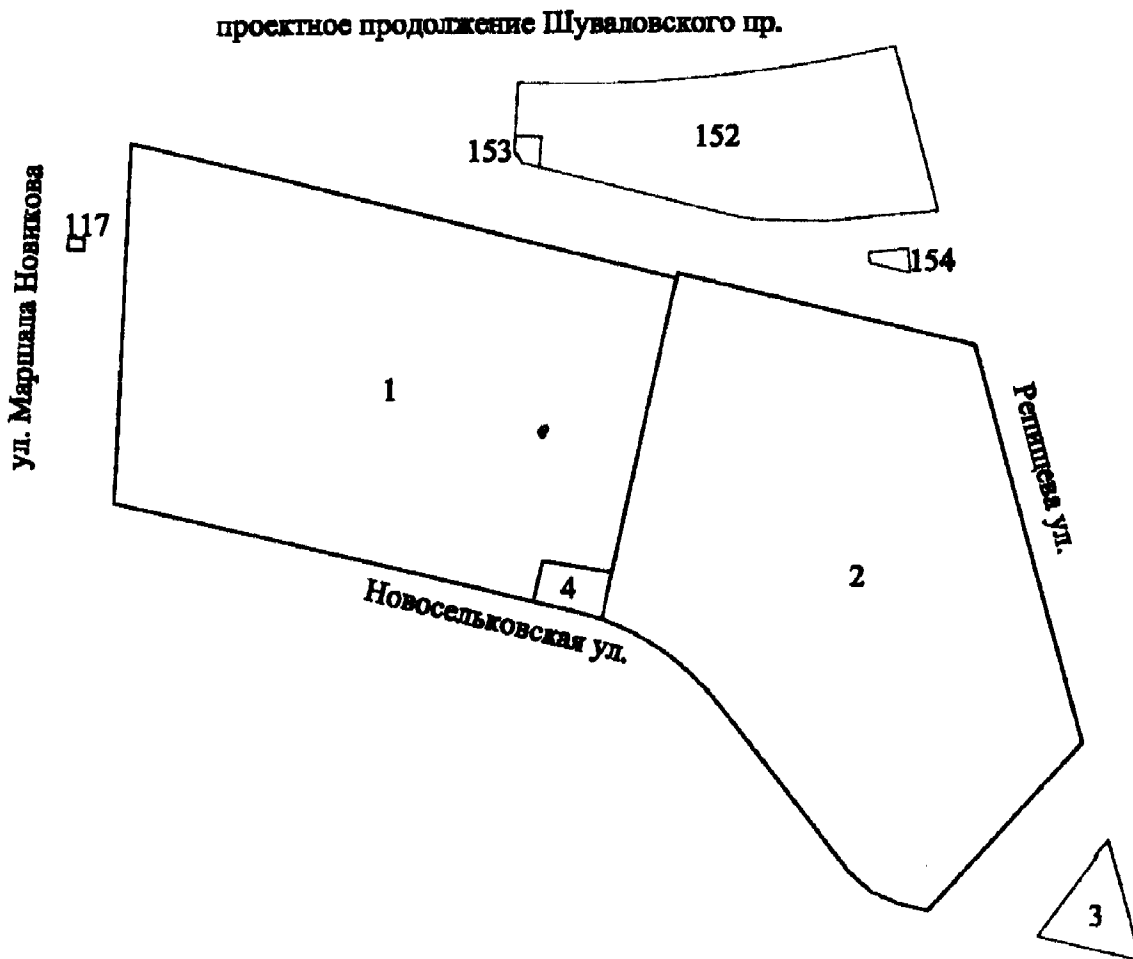 проектное продолжение Шуваловского пр.
152
153
ул. Маршала Новикова
117
154
1
Репищева ул.
2
4
Новосельковская ул.
3